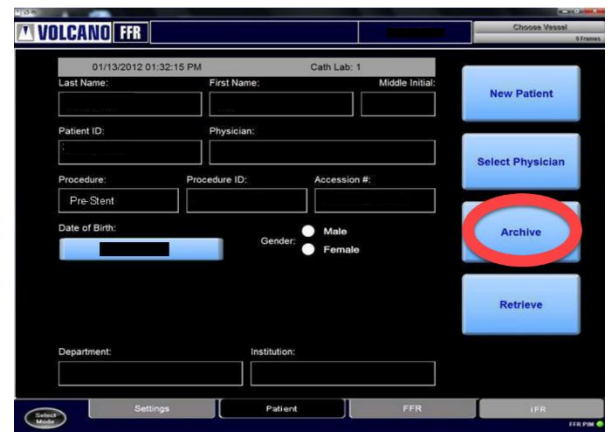 VOLCANO FFR
Choose Vessel
0 Frames
01/13/2012 01:32:15 PM Cath Lab: 1
Last Name: First Name: Middle Initial:
New Patient
Patient ID: Physician:
Select Physician
Procedure: Procedure ID: Accession #:
Pre-Stent
Archive
Date of Birth: Gender: Male
Female
Retrieve
Department: Institution:
Select Mode
Settings Patient FFR iFR
FFR PIM